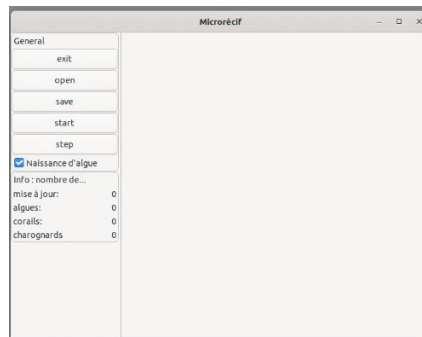 Microrécif
General
exit
open
save
start
step
Naissance d'algue
Info : nombre de...
mise à jour: 0
algues: 0
corails: 0
charognards 0